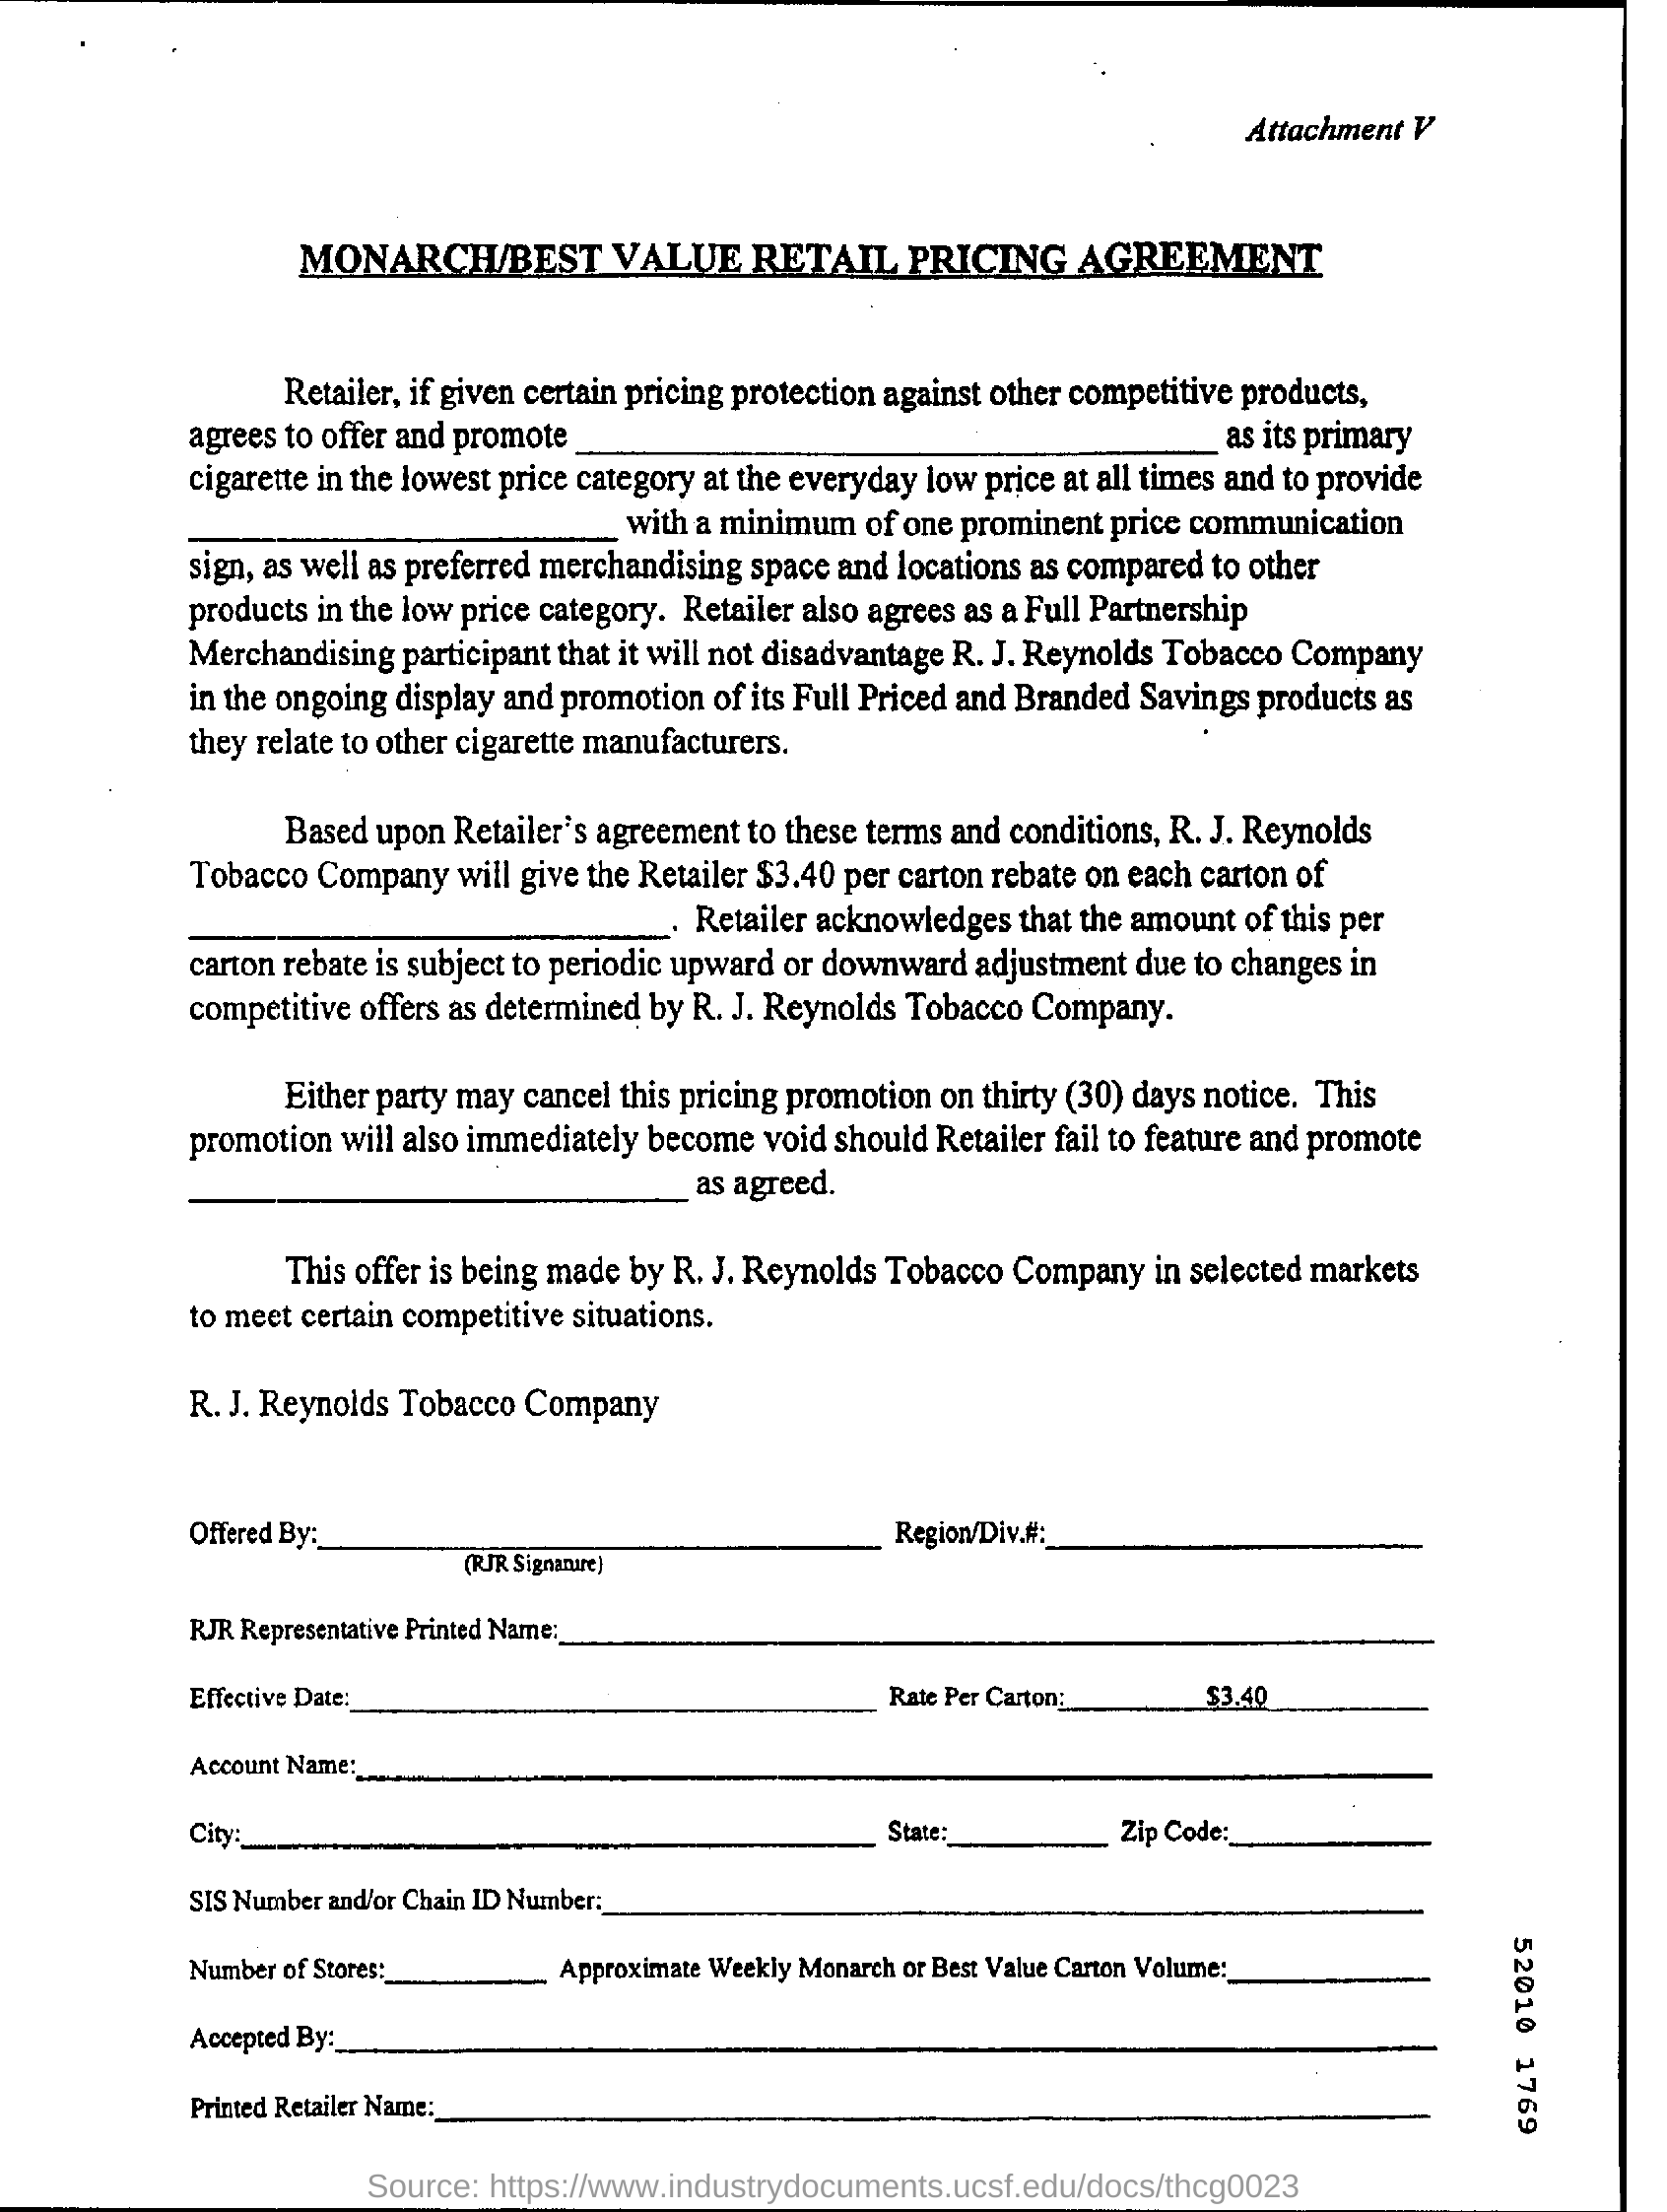 Attachment V
MONARCH/BEST VALUE RETAIL PRICING AGREEMENT
Retailer, if given certain pricing protection against other competitive products,
agrees to offer and promote ______________________ as its primary
cigarette in the lowest price category at the everyday low price at all times and to provide
______________________ with a minimum of one prominent price communication
sign, as well as preferred merchandising space and locations as compared to other
products in the low price category. Retailer also agrees as a Full Partnership
Merchandising participant that it will not disadvantage R. J. Reynolds Tobacco Company
in the ongoing display and promotion of its Full Priced and Branded Savings products as
they relate to other cigarette manufacturers.
Based upon Retailer's agreement to these terms and conditions, R. J. Reynolds
Tobacco Company will give the Retailer $3.40 per carton rebate on each carton of
______________________. Retailer acknowledges that the amount of this per
carton rebate is subject to periodic upward or downward adjustment due to changes in
competitive offers as determined by R. J. Reynolds Tobacco Company.
Either party may cancel this pricing promotion on thirty (30) days notice. This
promotion will also immediately become void should Retailer fail to feature and promote
______________________ as agreed.
This offer is being made by R. J. Reynolds Tobacco Company in selected markets
to meet certain competitive situations.
R. J. Reynolds Tobacco Company
Offered By:______________________ Region/Div.#:______________________
(RJR Signature)
RJR Representative Printed Name:______________________
Effective Date:______________________ Rate Per Carton: $3.40
Account Name:______________________
City:______________________ State:__________ Zip Code:__________
SIS Number and/or Chain ID Number:______________________
Number of Stores:__________ Approximate Weekly Monarch or Best Value Carton Volume:__________
Accepted By:______________________
Printed Retailer Name:______________________
52010 1769
Source: https://www.industrydocuments.ucsf.edu/docs/thcg0023